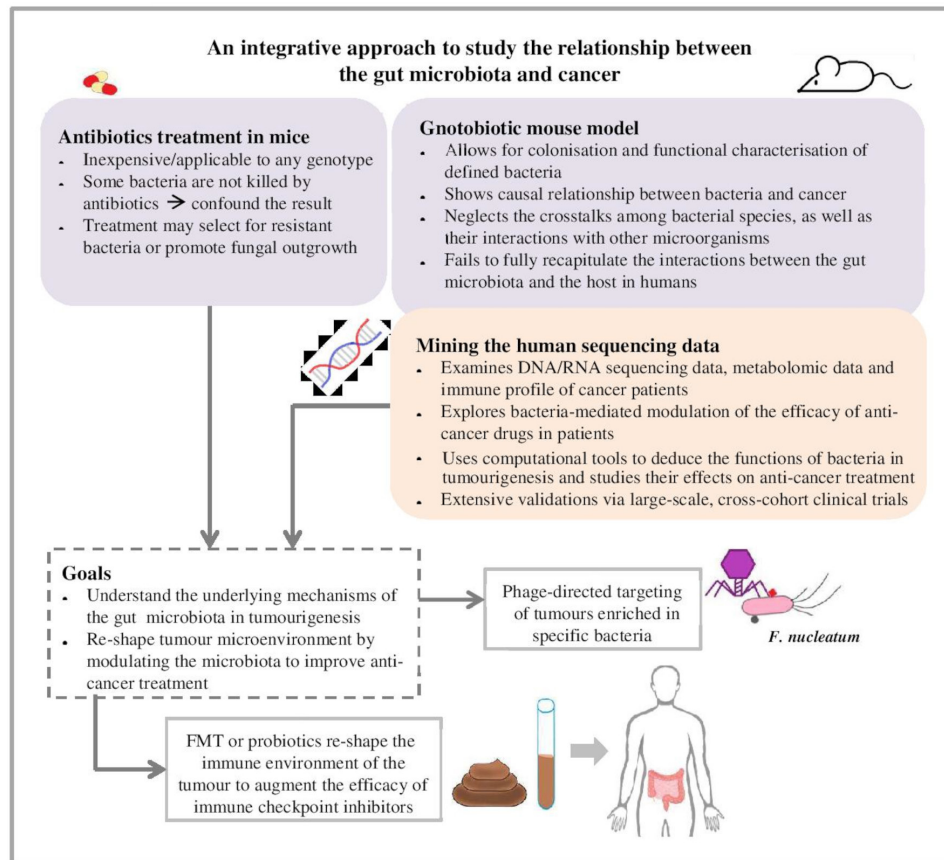 An integrative approach to study the relationship between
the gut microbiota and cancer
Antibiotics treatment in mice
• Inexpensive/applicable to any genotype
• Some bacteria are not killed by
antibiotics → confound the result
• Treatment may select for resistant
bacteria or promote fungal outgrowth
Gnotobiotic mouse model
• Allows for colonisation and functional characterisation of
defined bacteria
• Shows causal relationship between bacteria and cancer
• Neglects the crosstalks among bacterial species, as well as
their interactions with other microorganisms
• Fails to fully recapitulate the interactions between the gut
microbiota and the host in humans
Mining the human sequencing data
• Examines DNA/RNA sequencing data, metabolomic data and
immune profile of cancer patients
• Explores bacteria-mediated modulation of the efficacy of anti-
cancer drugs in patients
• Uses computational tools to deduce the functions of bacteria in
tumourigenesis and studies their effects on anti-cancer treatment
• Extensive validations via large-scale, cross-cohort clinical trials
Goals
• Understand the underlying mechanisms of
the gut microbiota in tumourigenesis
• Re-shape tumour microenvironment by
modulating the microbiota to improve anti-
cancer treatment
Phage-directed targeting
of tumours enriched in
specific bacteria
F. nucleatum
FMT or probiotics re-shape the
immune environment of the
tumour to augment the efficacy of
immune checkpoint inhibitors